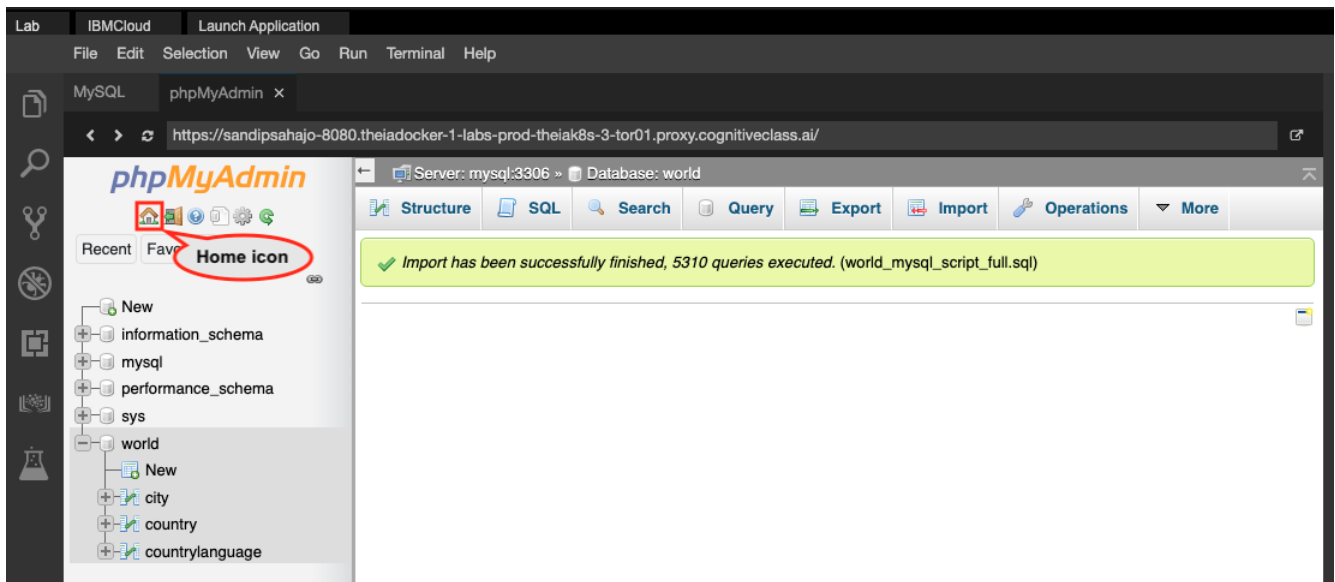 Lab IBMCloud Launch Application
File Edit Selection View Go Run Terminal Help
MySQL phpMyAdmin ×
https://sandipsahajo-8080.theiadocker-1-labs-prod-theiak8s-3-tor01.proxy.cognitiveclass.ai/
phpMyAdmin
Server: mysql:3306 » Database: world
Structure SQL Search Query Export Import Operations More
Recent Favo
Home icon
Import has been successfully finished, 5310 queries executed. (world_mysql_script_full.sql)
New
information_schema
mysql
performance_schema
sys
world
New
city
country
countrylanguage